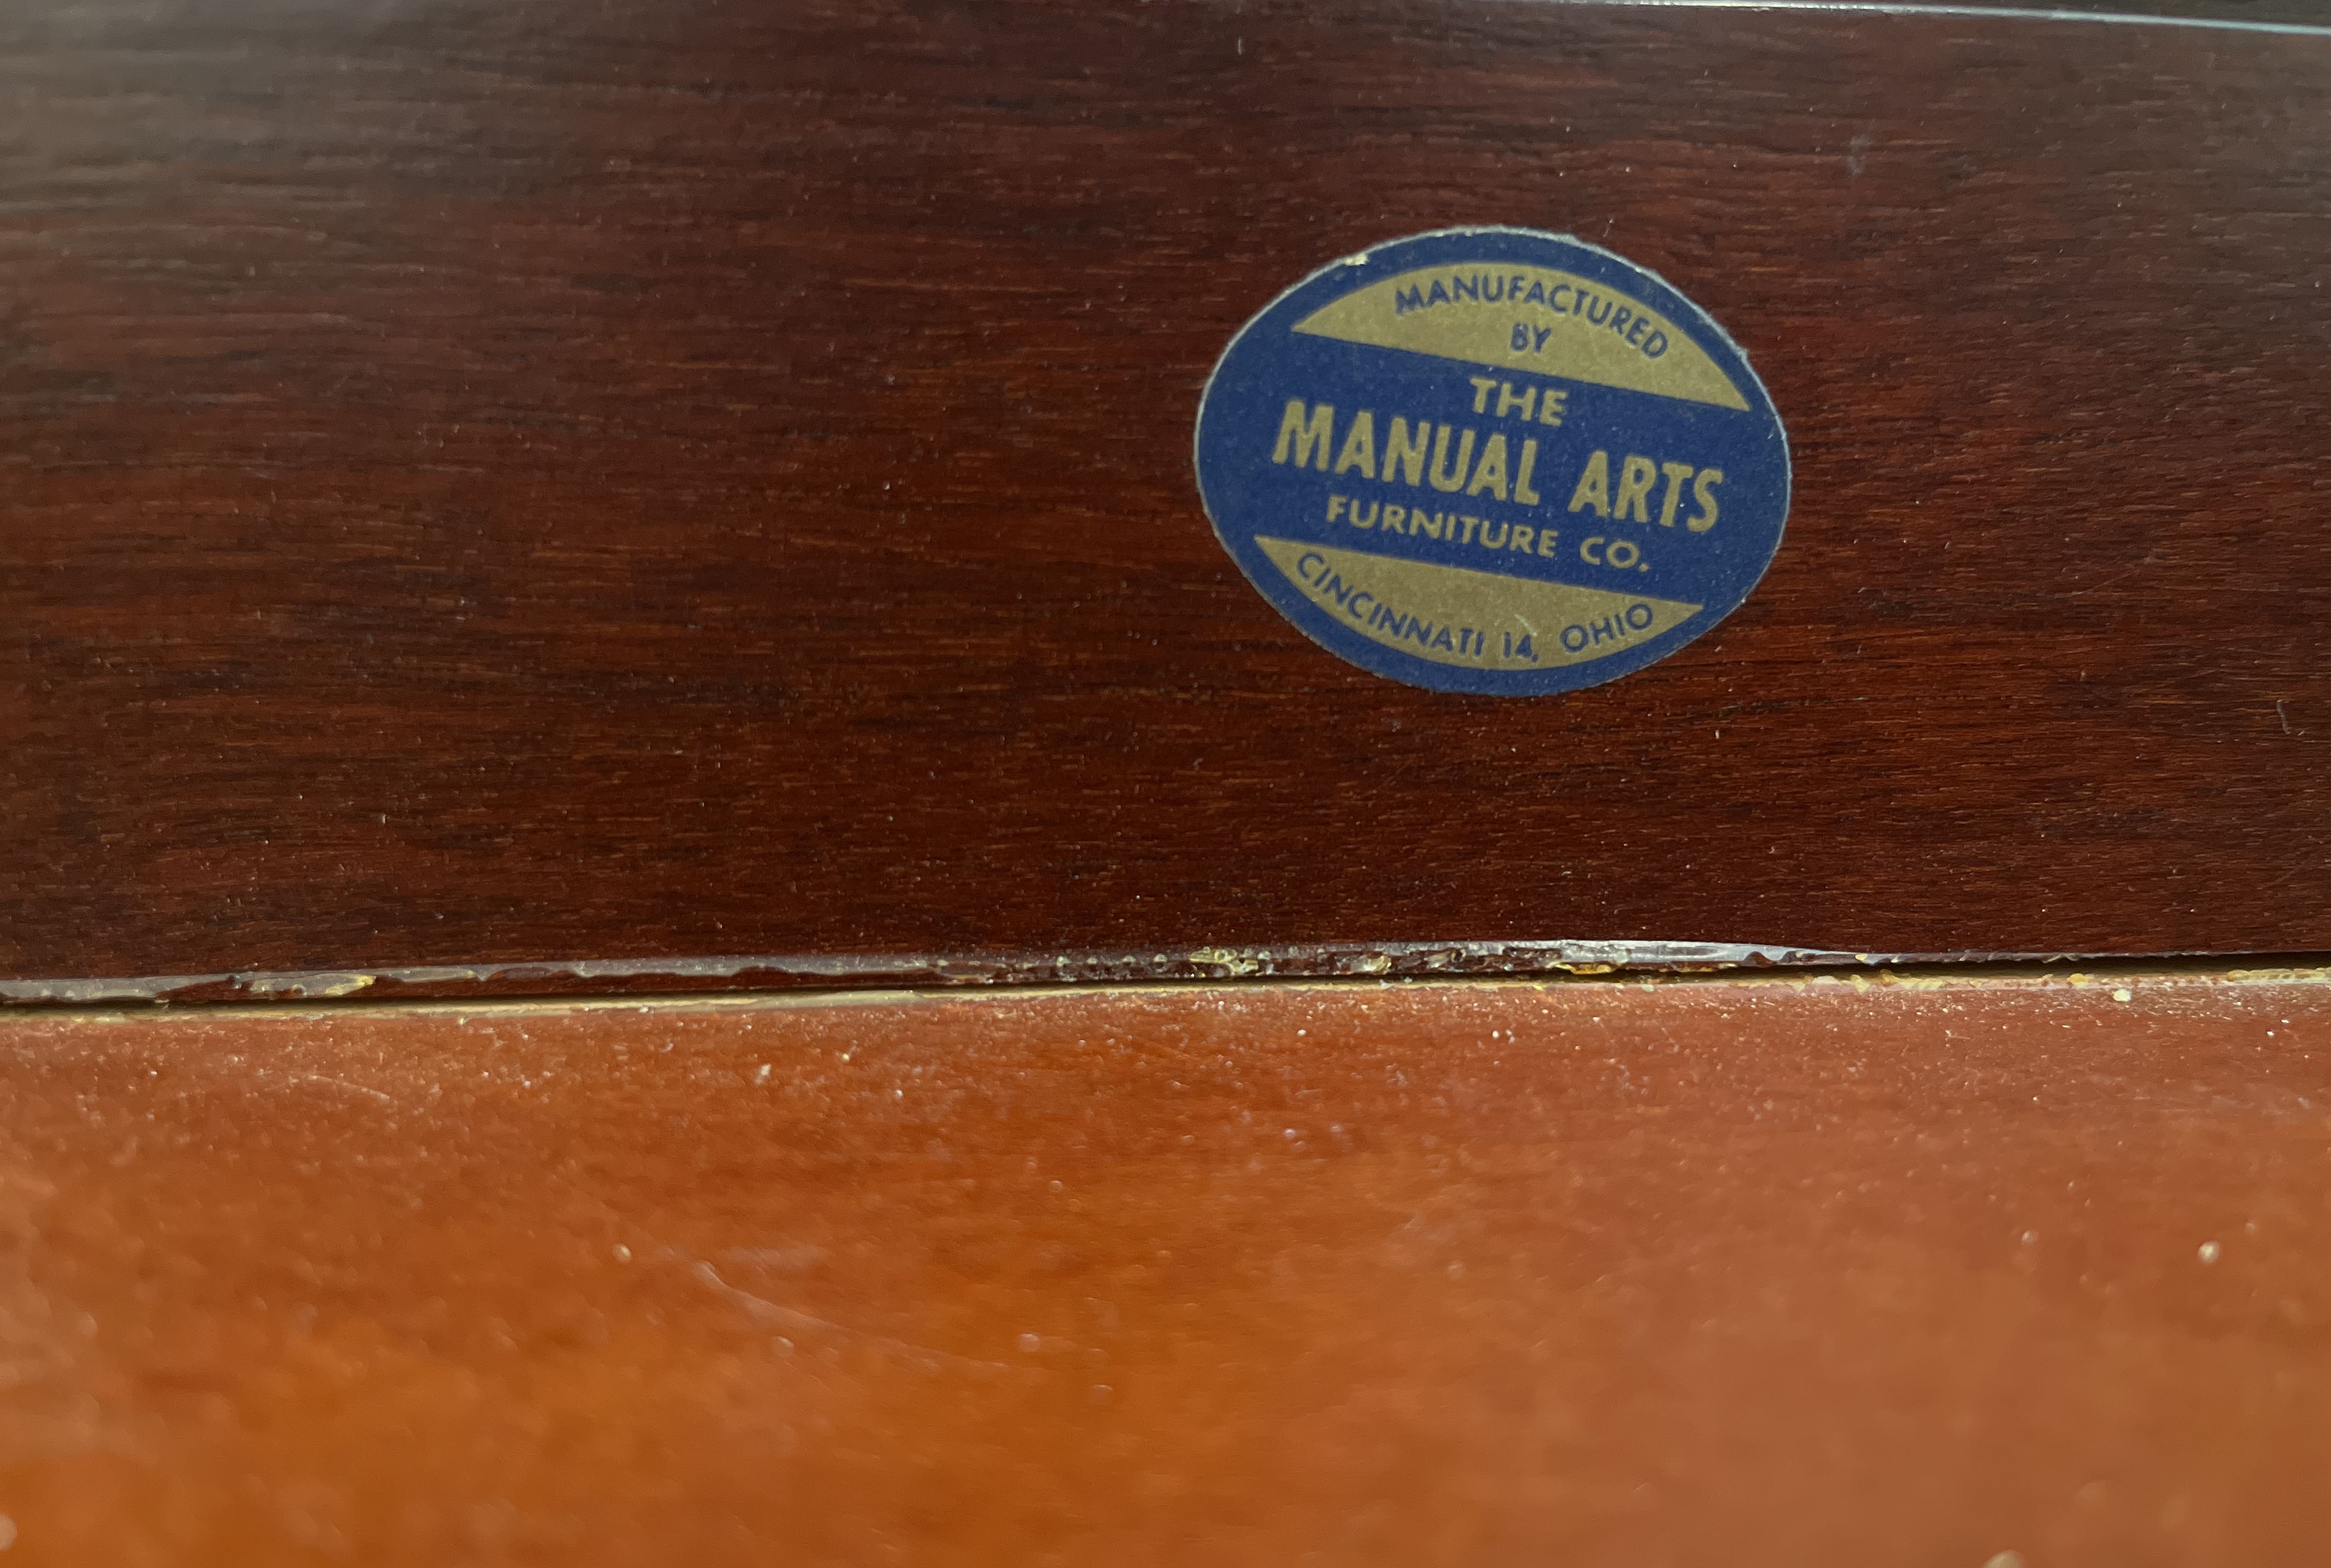 MANUFACTURED
BY
THE
MANUAL ARTS
FURNITURE CO.
CINCINNATI 14, OHIO